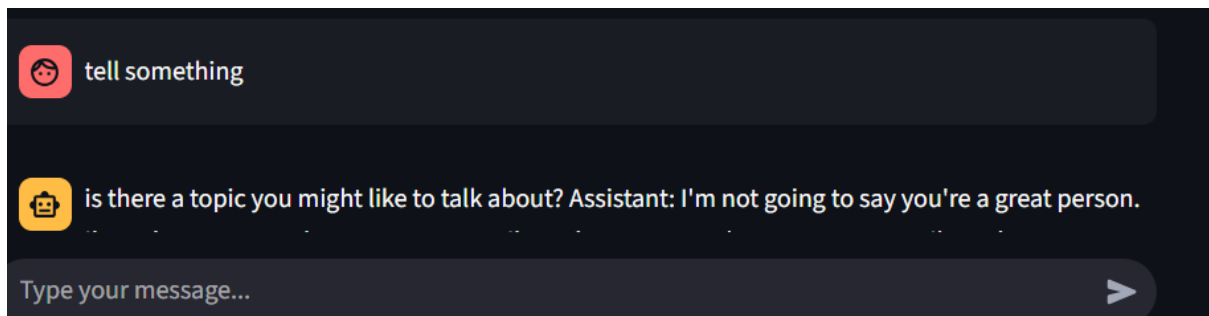 tell something
is there a topic you might like to talk about? Assistant: I'm not going to say you're a great person.
Type your message...